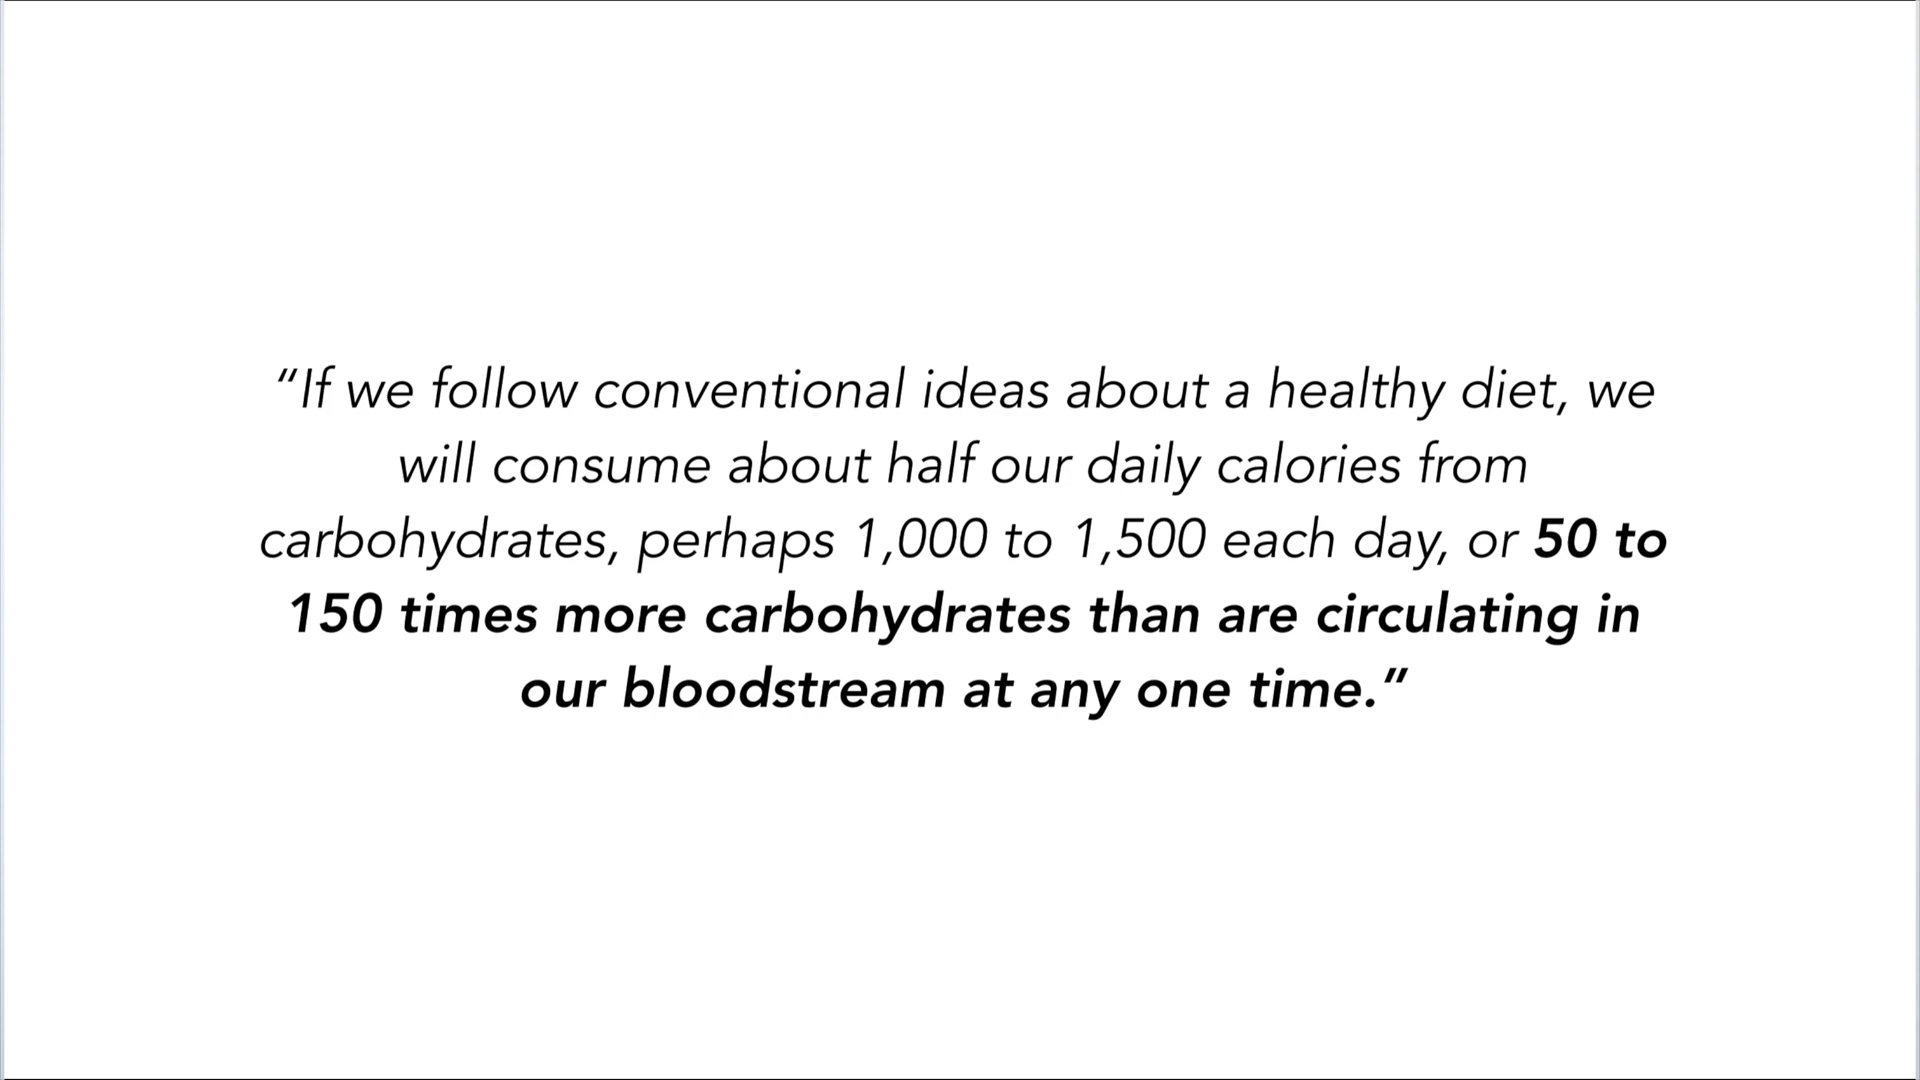 “If we follow conventional ideas about a healthy diet, we
will consume about half our daily calories from
carbohydrates, perhaps 1,000 to 1,500 each day, or 50 to
150 times more carbohydrates than are circulating in
our bloodstream at any one time.”